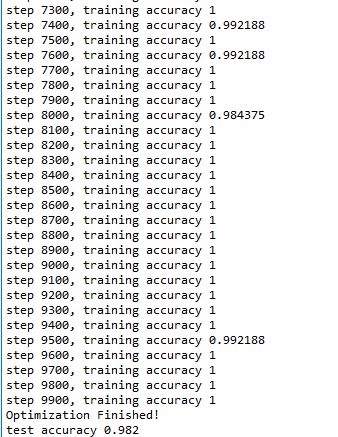 step 7300, training accuracy 1
step 7400, training accuracy 0.992188
step 7500, training accuracy 1
step 7600, training accuracy 0.992188
step 7700, training accuracy 1
step 7800, training accuracy 1
step 7900, training accuracy 1
step 8000, training accuracy 0.984375
step 8100, training accuracy 1
step 8200, training accuracy 1
step 8300, training accuracy 1
step 8400, training accuracy 1
step 8500, training accuracy 1
step 8600, training accuracy 1
step 8700, training accuracy 1
step 8800, training accuracy 1
step 8900, training accuracy 1
step 9000, training accuracy 1
step 9100, training accuracy 1
step 9200, training accuracy 1
step 9300, training accuracy 1
step 9400, training accuracy 1
step 9500, training accuracy 0.992188
step 9600, training accuracy 1
step 9700, training accuracy 1
step 9800, training accuracy 1
step 9900, training accuracy 1
Optimization Finished!
test accuracy 0.982